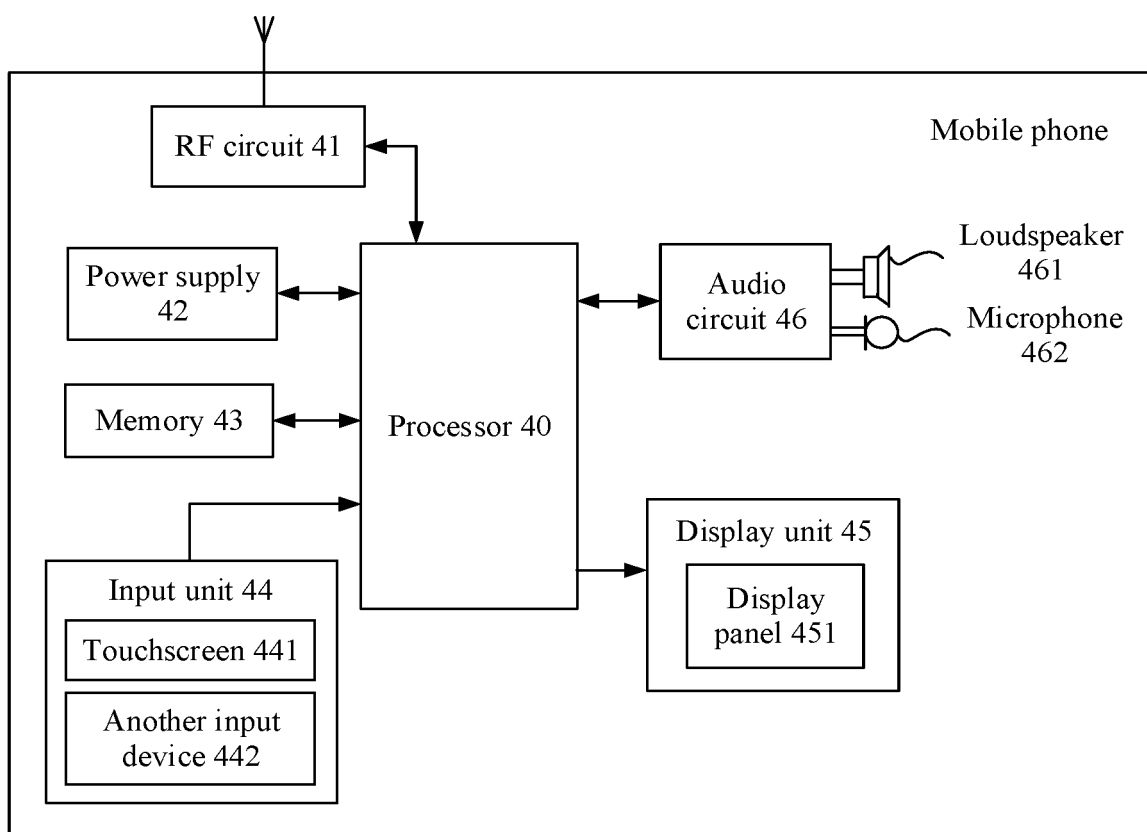 RF circuit 41
Mobile phone
Power supply
42
Audio
circuit 46
Loudspeaker
461
Microphone
462
Memory 43
Processor 40
Input unit 44
Touchscreen 441
Another input
device 442
Display unit 45
Display
panel 451